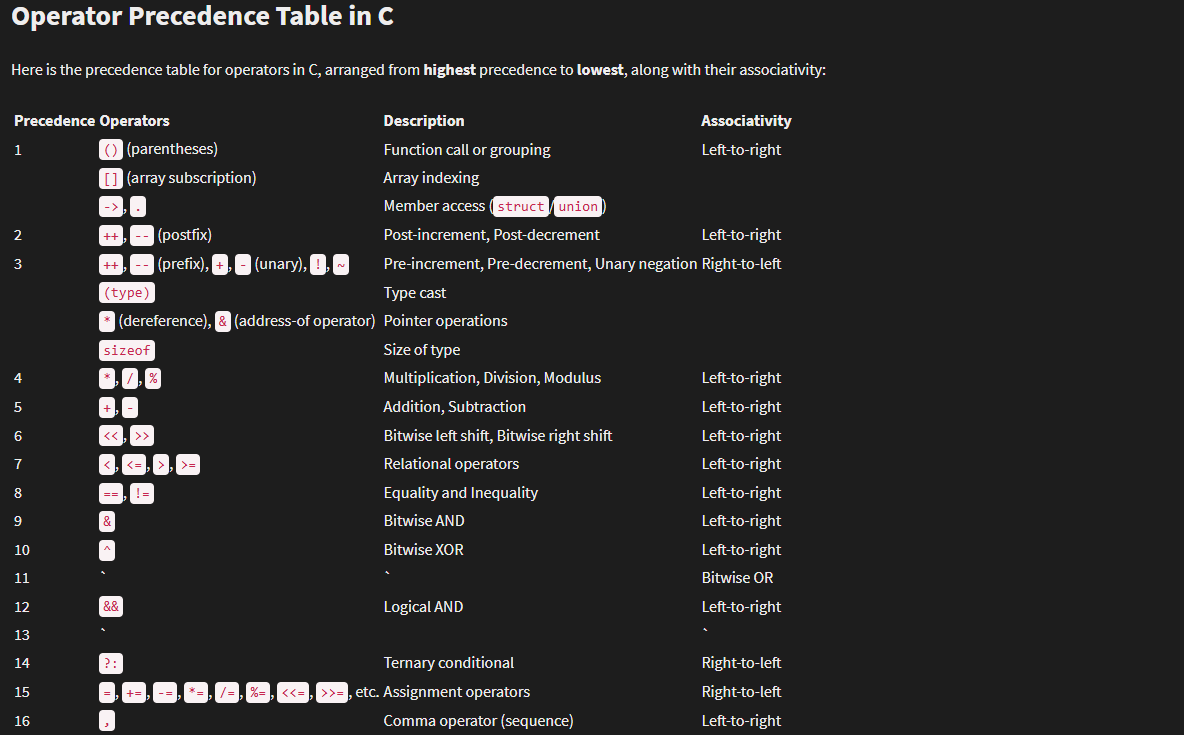 Operator Precedence Table in C
Here is the precedence table for operators in C, arranged from highest precedence to lowest, along with their associativity:
Precedence Operators Description Associativity
1 () (parentheses) Function call or grouping Left-to-right
[] (array subscription) Array indexing
->, . Member access (struct/union)
2 ++, -- (postfix) Post-increment, Post-decrement Left-to-right
3 ++, -- (prefix), +, - (unary), !, ~ Pre-increment, Pre-decrement, Unary negation Right-to-left
(type) Type cast
* (dereference), & (address-of operator) Pointer operations
sizeof Size of type
4 *, /, % Multiplication, Division, Modulus Left-to-right
5 +, - Addition, Subtraction Left-to-right
6 <<, >> Bitwise left shift, Bitwise right shift Left-to-right
7 <, <=, >, >= Relational operators Left-to-right
8 ==, != Equality and Inequality Left-to-right
9 & Bitwise AND Left-to-right
10 ^ Bitwise XOR Left-to-right
11 ` ` Bitwise OR
12 && Logical AND Left-to-right
13 ` `
14 ?: Ternary conditional Right-to-left
15 =, +=, -=, *=, /=, %=, <<=, >>=, etc. Assignment operators Right-to-left
16 , Comma operator (sequence) Left-to-right